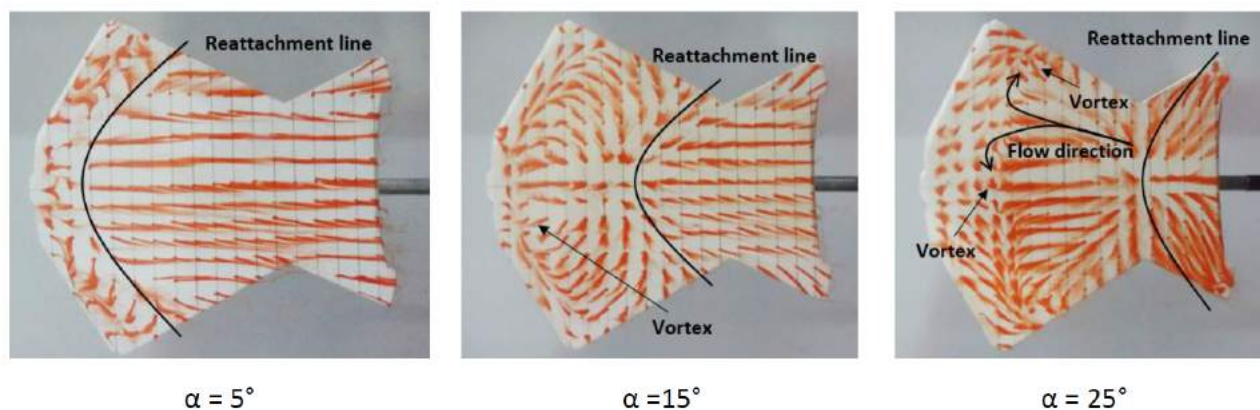 Reattachment line
Reattachment line
Vortex
Reattachment line
Vortex
Flow direction
Vortex
α = 5°
α =15°
α = 25°